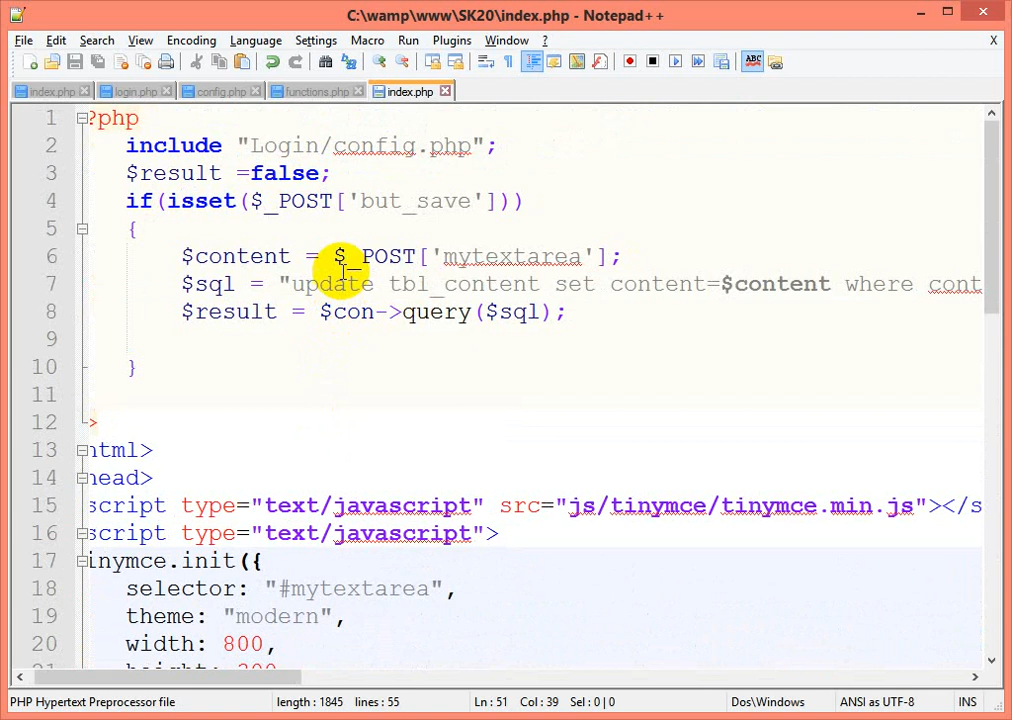 C:\wamp\www\SK20\index.php - Notepad++
File Edit Search View Encoding Language Settings Macro Run Plugins Window ? X
index.php login.php config.php functions.php index.php
1 ?php
2 include "Login/config.php";
3 $result =false;
4 if(isset($_POST['but_save']))
5 {
6 $content = $_POST['mytextarea'];
7 $sql = "update tbl_content set content=$content where cont
8 $result = $con->query($sql);
9
10 }
11
12 >
13 html>
14 head>
15 script type="text/javascript" src="js/tinymce/tinymce.min.js"></s
16 script type="text/javascript">
17 inymce.init({
18 selector: "#mytextarea",
19 theme: "modern",
20 width: 800,
PHP Hypertext Preprocessor file length : 1845 lines : 55 Ln : 51 Col : 39 Sel : 0 | 0 Dos\Windows ANSI as UTF-8 INS